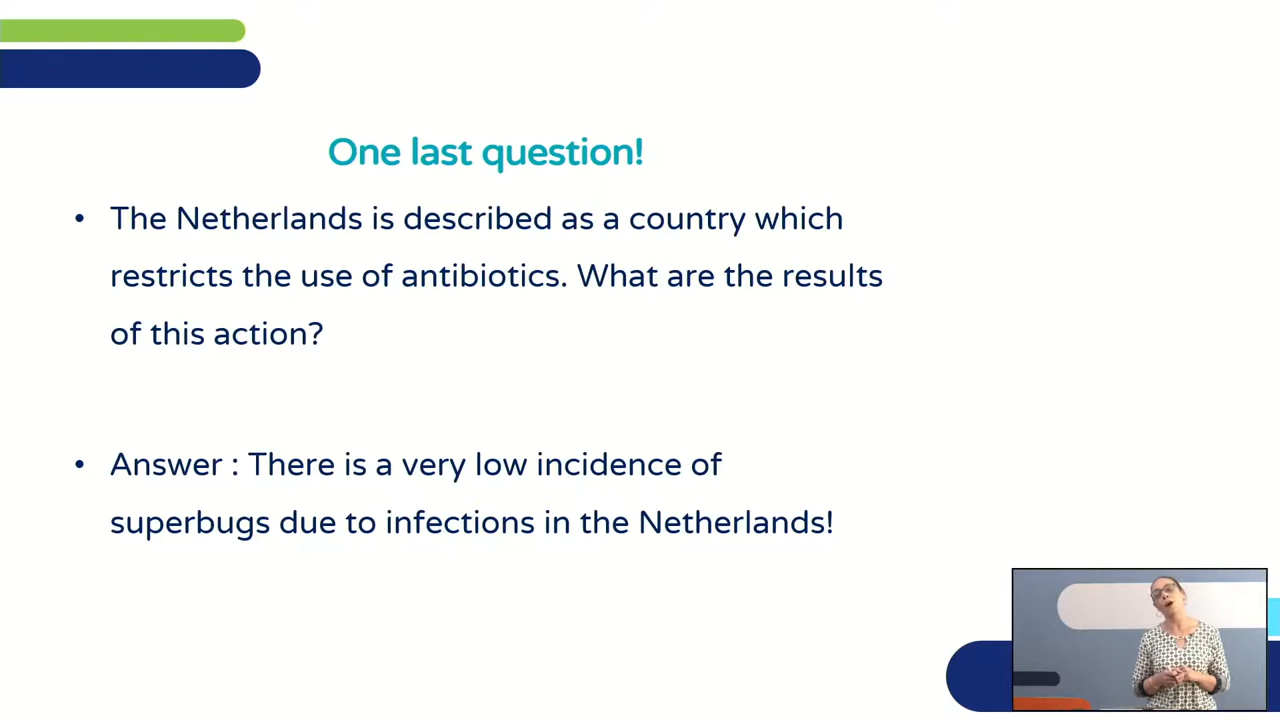 One last question!
• The Netherlands is described as a country which
restricts the use of antibiotics. What are the results
of this action?
• Answer : There is a very low incidence of
superbugs due to infections in the Netherlands!